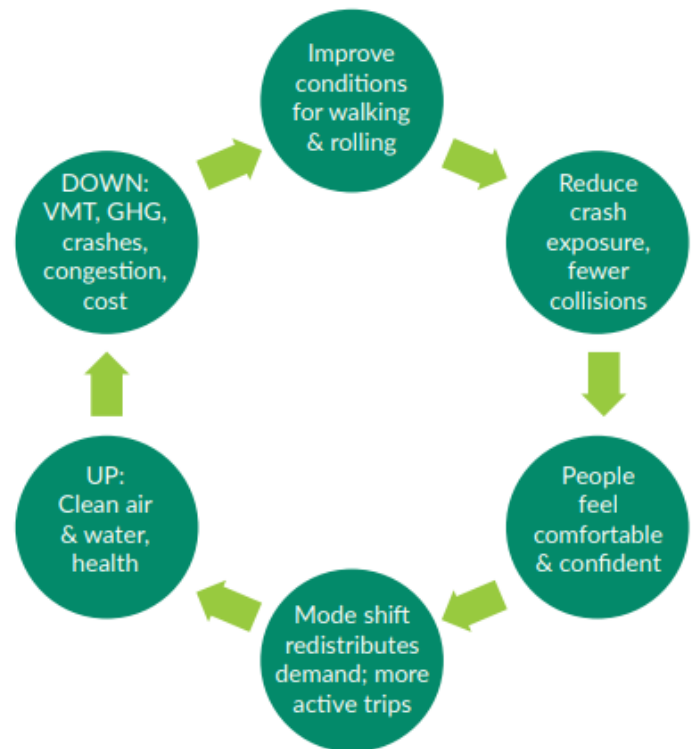 Improve
conditions
for walking
& rolling
Reduce
crash
exposure,
fewer
collisions
People
feel
comfortable
& confident
Mode shift
redistributes
demand; more
active trips
UP:
Clean air
& water,
health
DOWN:
VMT, GHG,
crashes,
congestion,
cost